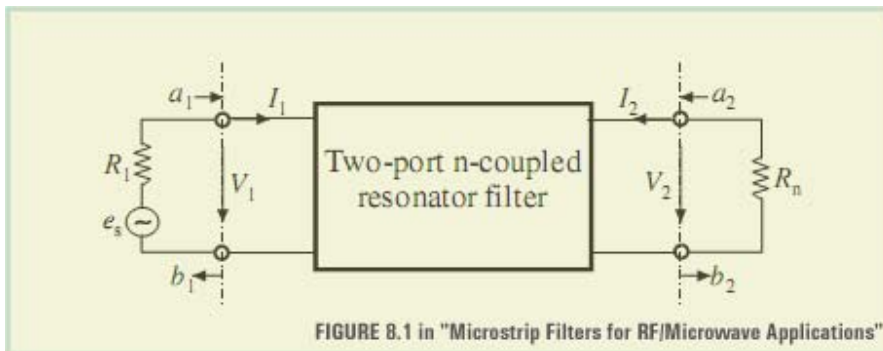 a1
I1
I2
a2
R1
V1
Two-port n-coupled
resonator filter
V2
Rn
es
~
b1
b2
FIGURE 8.1 in "Microstrip Filters for RF/Microwave Applications"